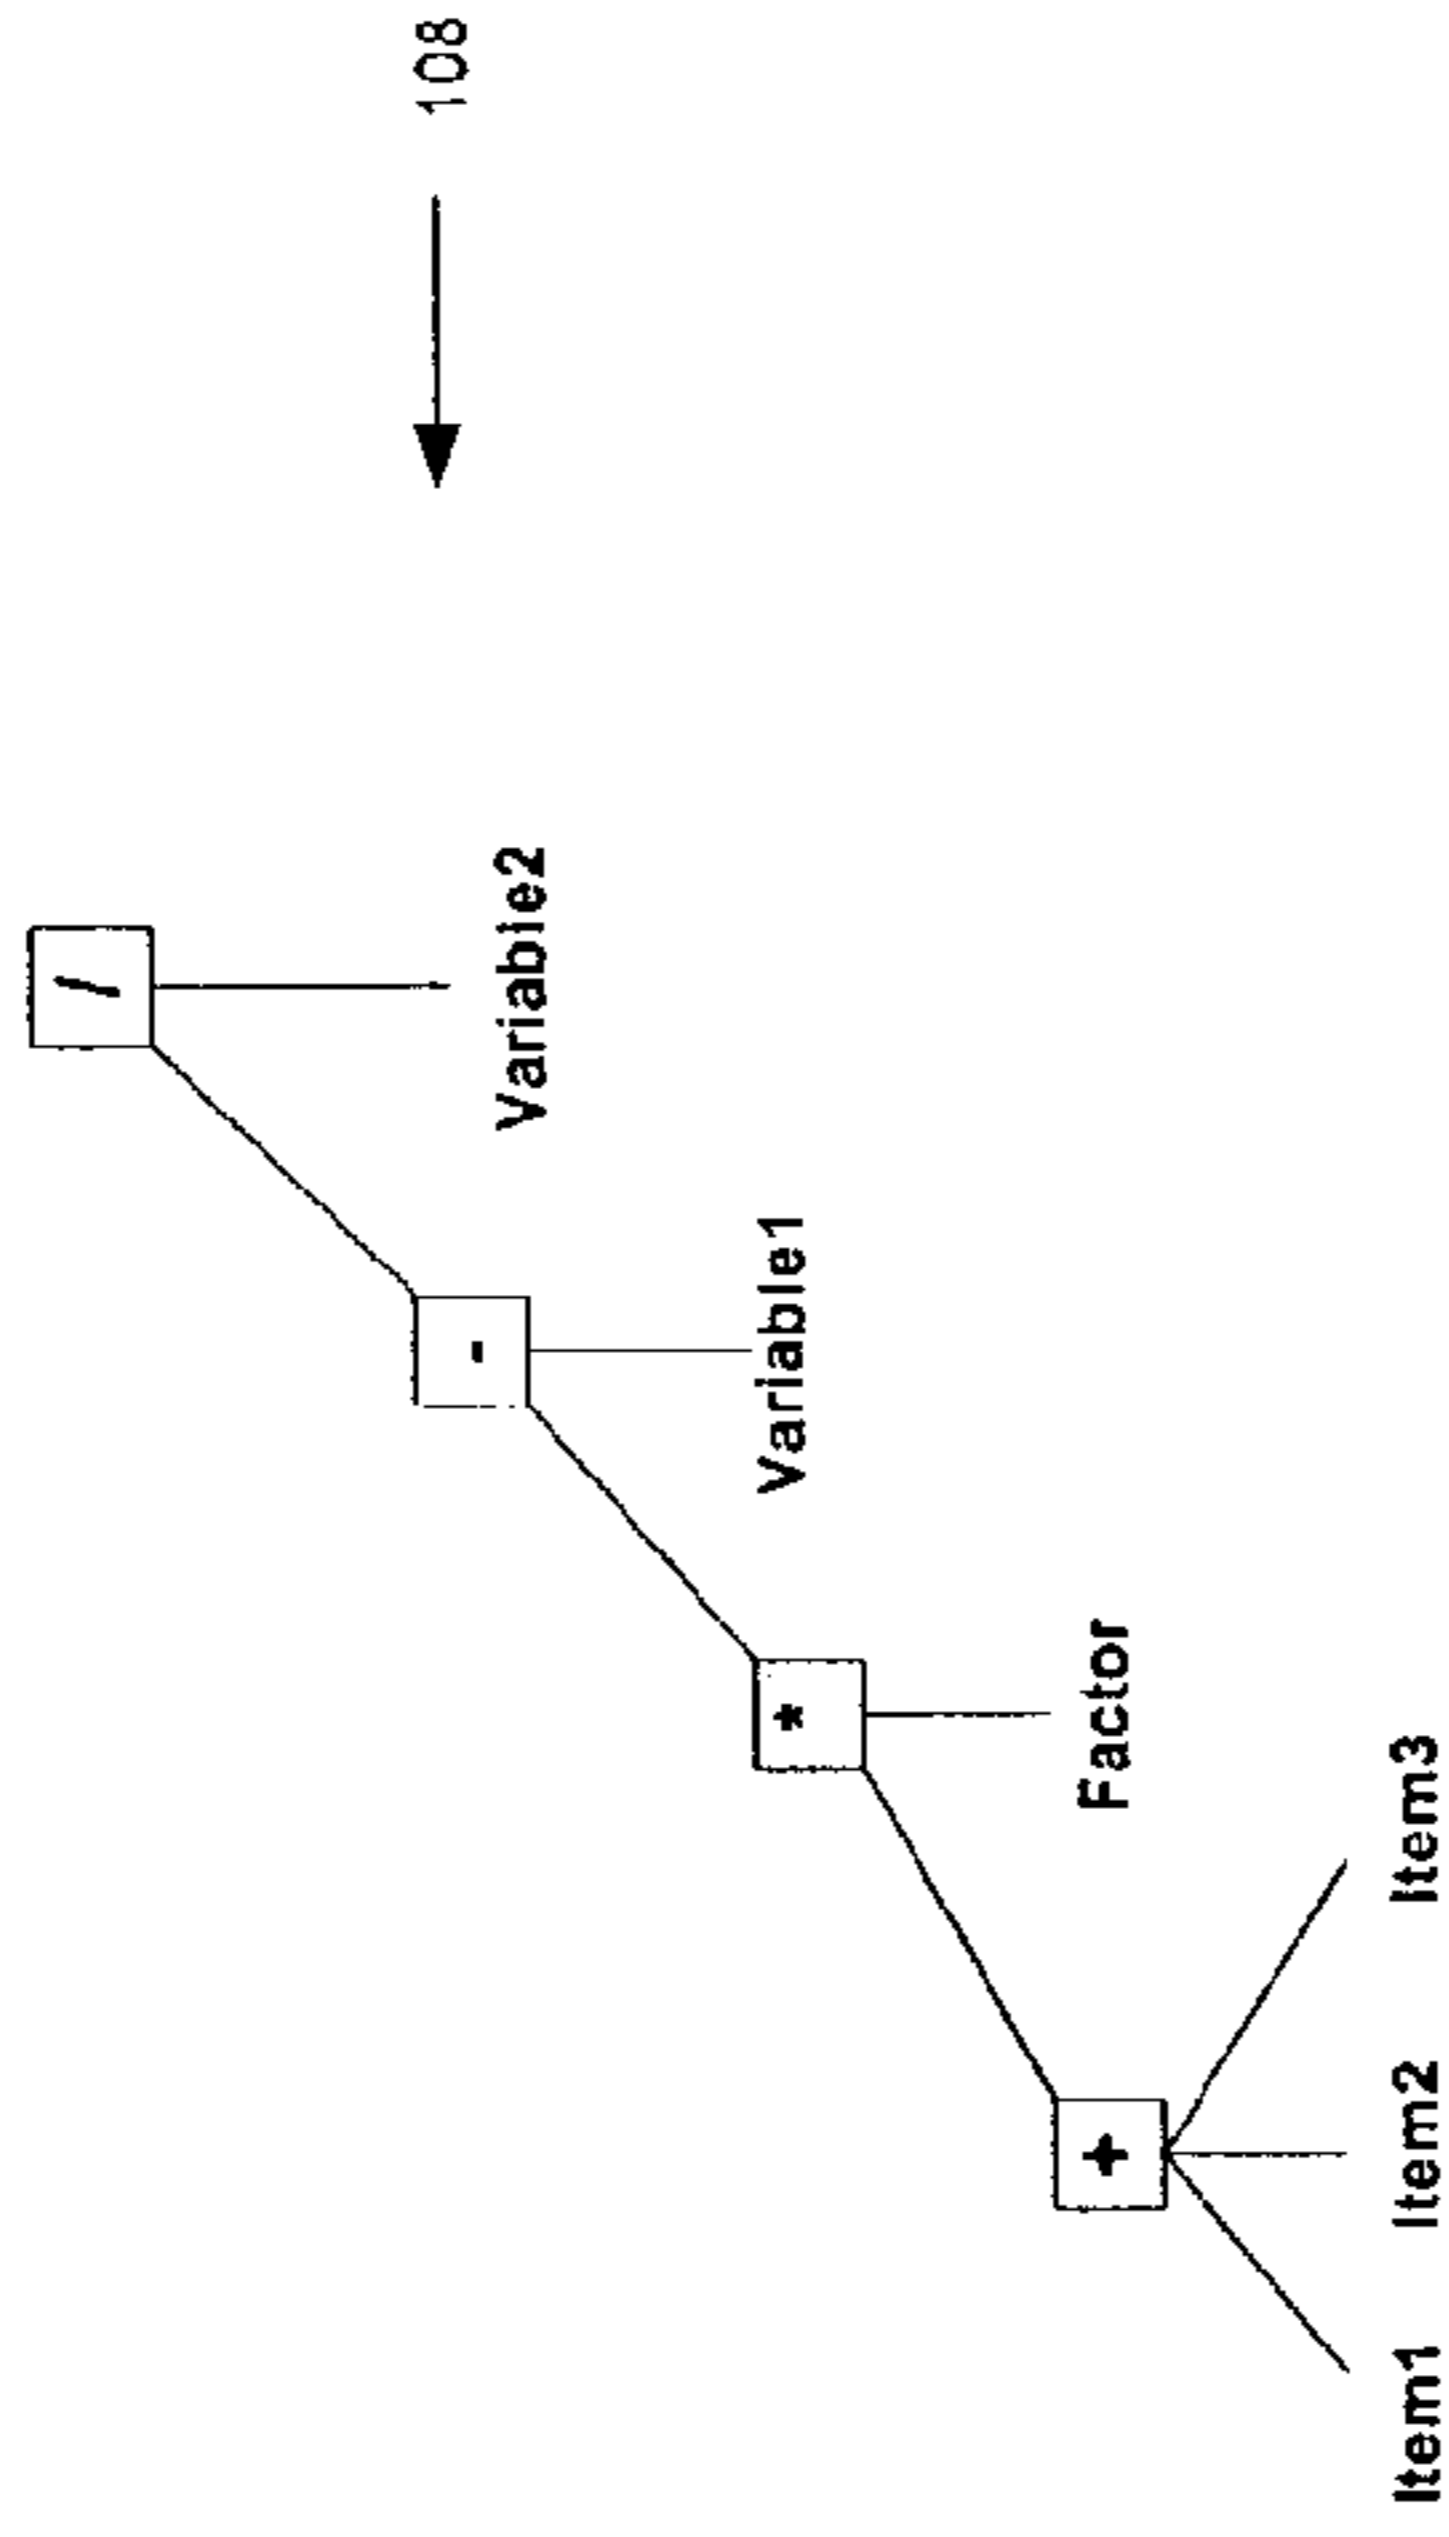 /
108
-
Variable2
*
Variable1
+
Factor
Item1 Item2 Item3